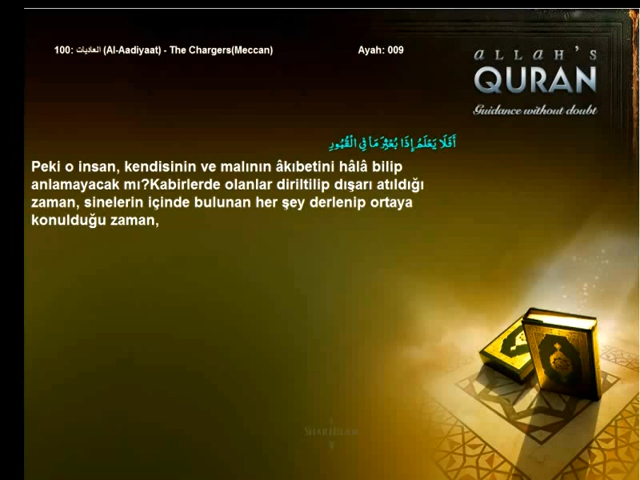 100: العاديات (Al-Aadiyaat) - The Chargers(Meccan) Ayah: 009
ALLAH'S
QURAN
Guidance without doubt
أَفَلَا يَعْلَمُ إِذَا بُعْثِرَ مَا فِي الْقُبُورِ
Peki o insan, kendisinin ve malının âkıbetini hâlâ bilip
anlamayacak mı?Kabirlerde olanlar diriltilip dışarı atıldığı
zaman, sinelerin içinde bulunan her şey derlenip ortaya
konulduğu zaman,